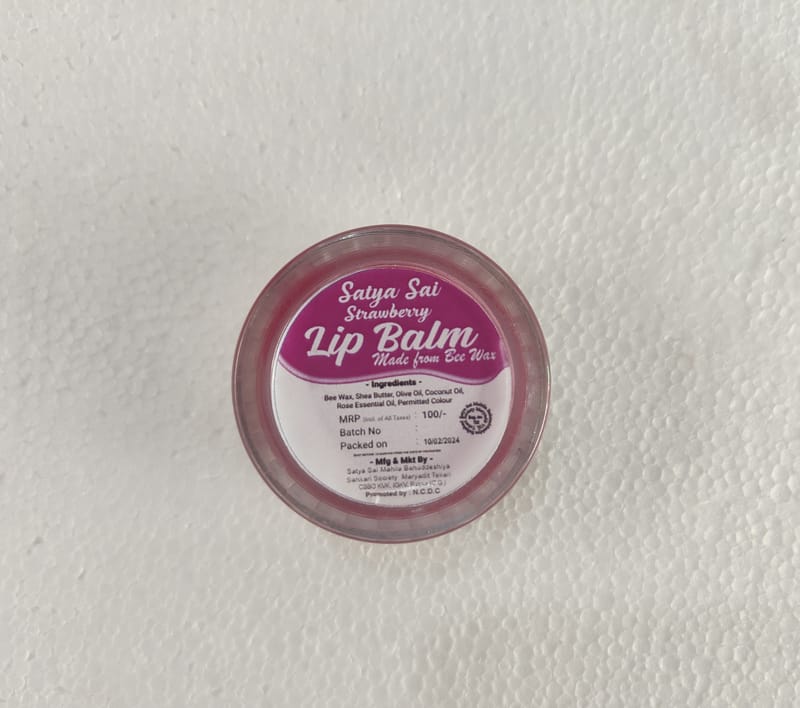 Satya Sai
Strawberry
Lip Balm
Made from Bee Wax
- Ingredients -
Bee Wax, Shea Butter, Olive Oil, Coconut Oil,
Rose Essential Oil, Permitted Colour
MRP (Incl. of All Taxes) : 100/-
Batch No :
Packed on : 10/02/2024
- Mfg & Mkt By -
Satya Sai Mahila Bahuddeshiya
Sahkari Society Maryadit
Promoted by : N.C.D.C